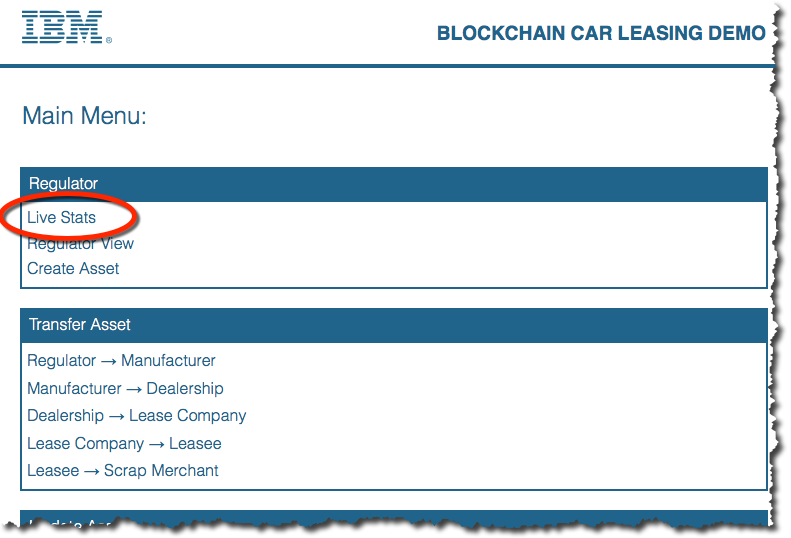 IBM®
BLOCKCHAIN CAR LEASING DEMO
Main Menu:
Regulator
Live Stats
Regulator View
Create Asset
Transfer Asset
Regulator → Manufacturer
Manufacturer → Dealership
Dealership → Lease Company
Lease Company → Leasee
Leasee → Scrap Merchant